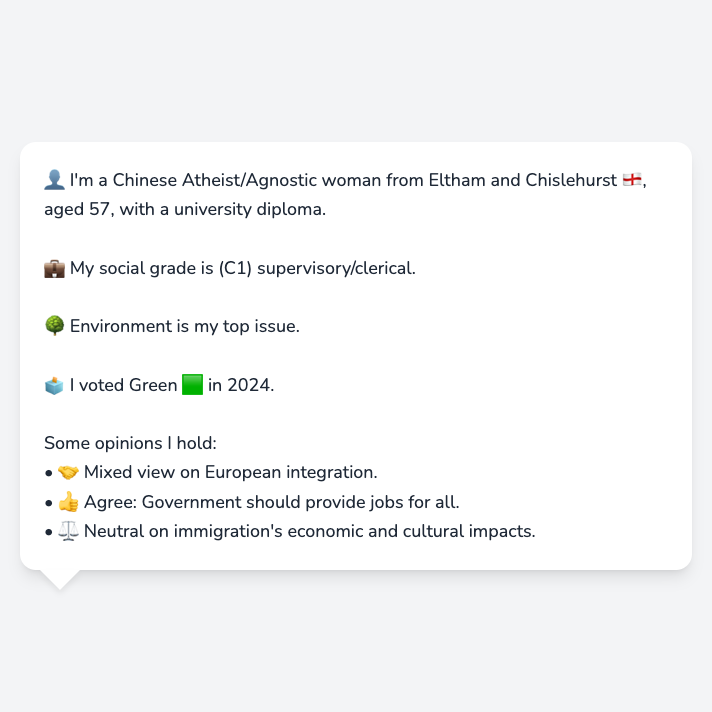 👤 I'm a Chinese Atheist/Agnostic woman from Eltham and Chislehurst 🏴󠁧󠁢󠁥󠁮󠁧󠁿,
aged 57, with a university diploma.
💼 My social grade is (C1) supervisory/clerical.
🌳 Environment is my top issue.
🗳️ I voted Green 🟩 in 2024.
Some opinions I hold:
• 🤝 Mixed view on European integration.
• 👍 Agree: Government should provide jobs for all.
• ⚖️ Neutral on immigration's economic and cultural impacts.